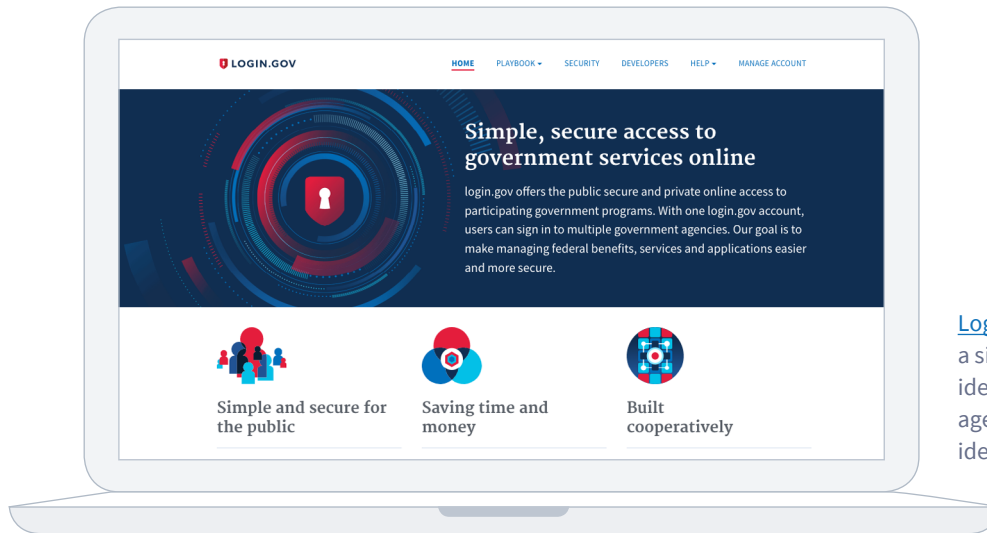 LOGIN.GOV
HOME PLAYBOOK SECURITY DEVELOPERS HELP MANAGE ACCOUNT
Simple, secure access to
government services online
login.gov offers the public secure and private online access to
participating government programs. With one login.gov account,
users can sign in to multiple government agencies. Our goal is to
make managing federal benefits, services and applications easier
and more secure.
Simple and secure for
the public
Saving time and
money
Built
cooperatively
a